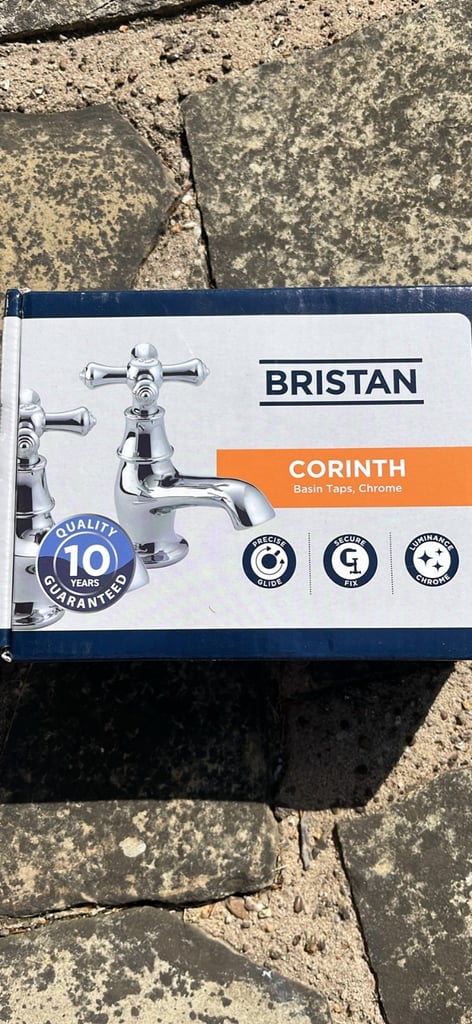 BRISTAN
CORINTH
Basin Taps, Chrome
QUALITY
10
YEARS
GUARANTEED
PRECISE
GLIDE
SECURE
FIX
LUMINANCE
CHROME